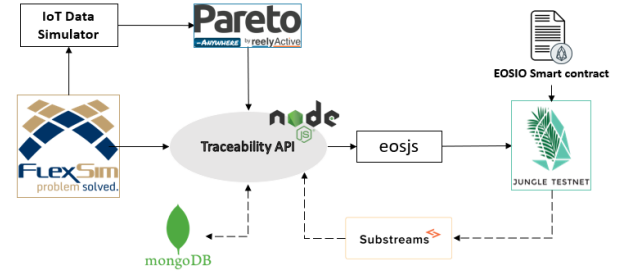 IoT Data
Simulator
Pareto
-ANYWHERE by reelyActive
EOSIO Smart contract
node
JS
FLEXSIM
problem solved.
Traceability API
eosjs
JUNGLE TESTNET
Substreams
mongoDB